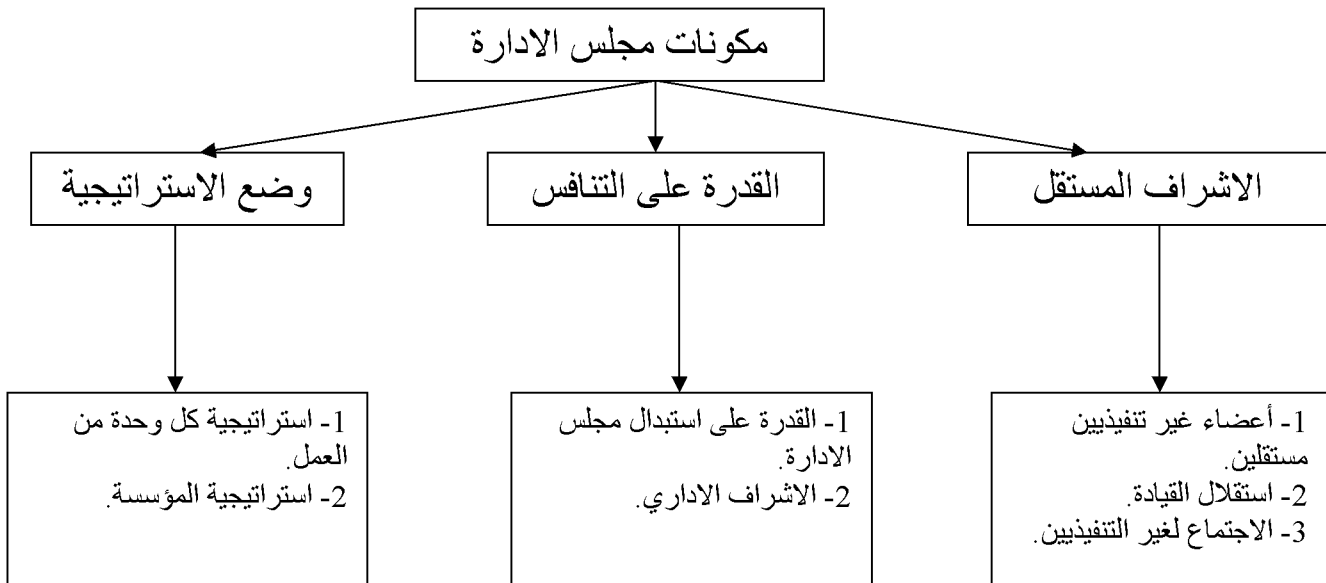 مكونات مجلس الادارة
الاشراف المستقل
القدرة على التنافس
وضع الاستراتيجية
1- أعضاء غير تنفيذيين
مستقلين.
2- استقلال القيادة.
3- الاجتماع لغير التنفيذيين.
1- القدرة على استبدال مجلس
الادارة.
2- الاشراف الاداري.
1- استراتيجية كل وحدة من
العمل.
2- استراتيجية المؤسسة.